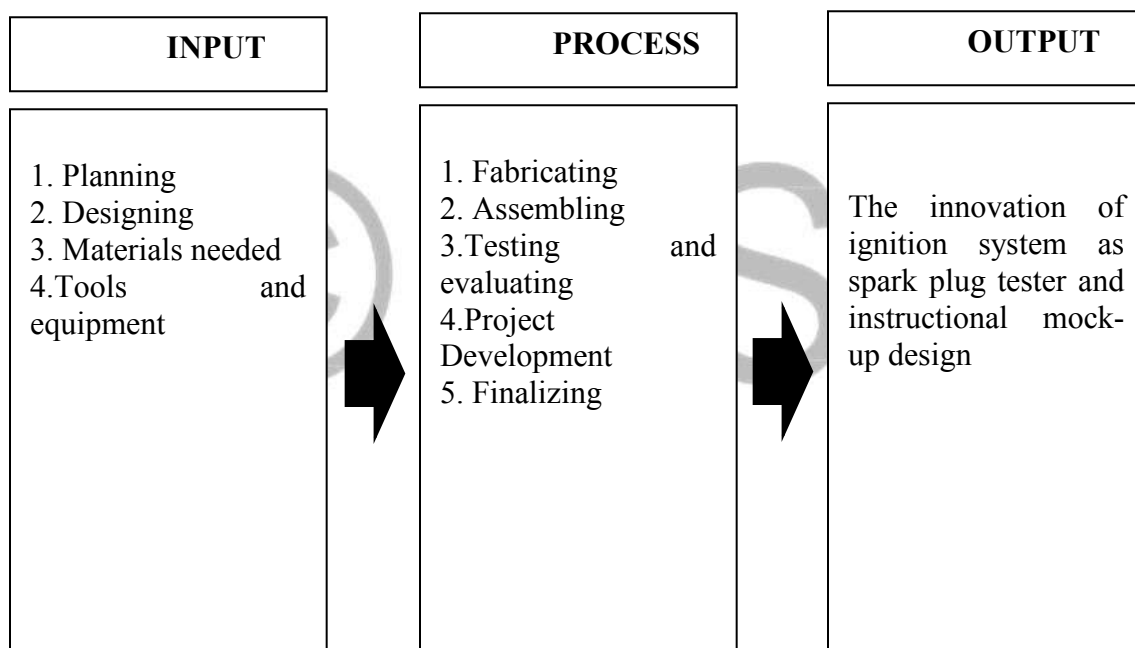 INPUT
1. Planning
2. Designing
3. Materials needed
4.Tools and
equipment
PROCESS
1. Fabricating
2. Assembling
3.Testing and
evaluating
4.Project
Development
5. Finalizing
OUTPUT
The innovation of
ignition system as
spark plug tester and
instructional mock-
up design